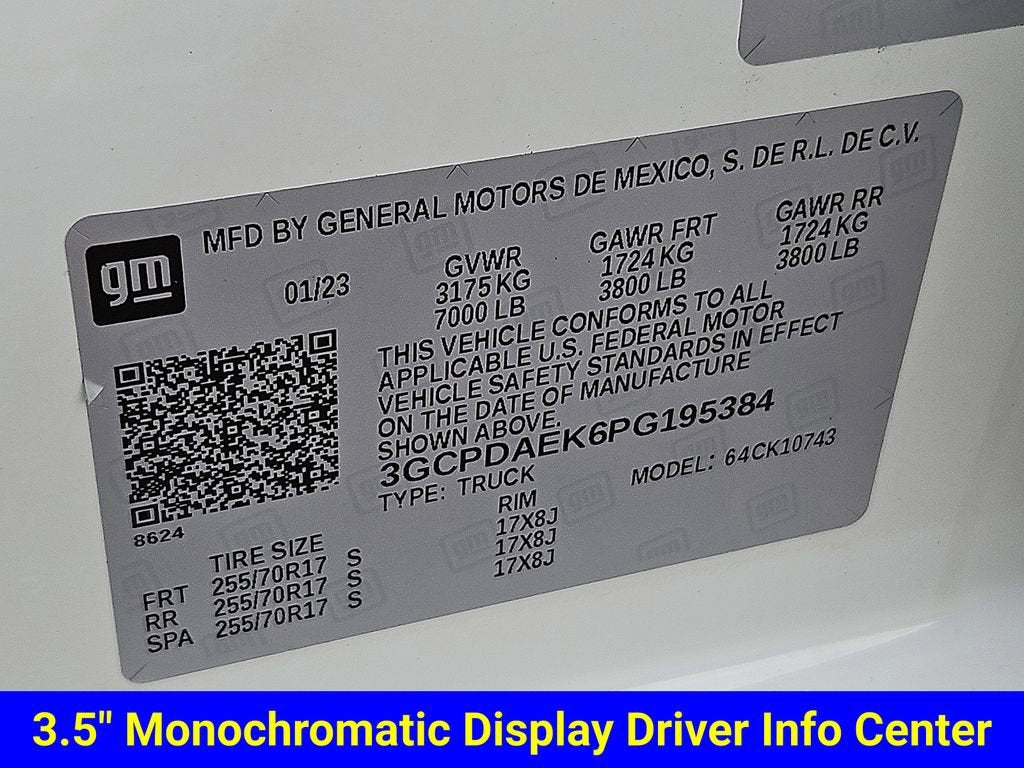 MFD BY GENERAL MOTORS DE MEXICO, S. DE R.L. DE C.V.
gm
01/23
GVWR
3175 KG
7000 LB
GAWR FRT
1724 KG
3800 LB
GAWR RR
1724 KG
3800 LB
THIS VEHICLE CONFORMS TO ALL
APPLICABLE U.S. FEDERAL MOTOR
VEHICLE SAFETY STANDARDS IN EFFECT
ON THE DATE OF MANUFACTURE
SHOWN ABOVE.
3GCPDAEK6PG195384
TYPE: TRUCK MODEL: 64CK10743
8624
TIRE SIZE RIM
FRT 255/70R17 S 17X8J
RR 255/70R17 S 17X8J
SPA 255/70R17 S 17X8J
3.5" Monochromatic Display Driver Info Center